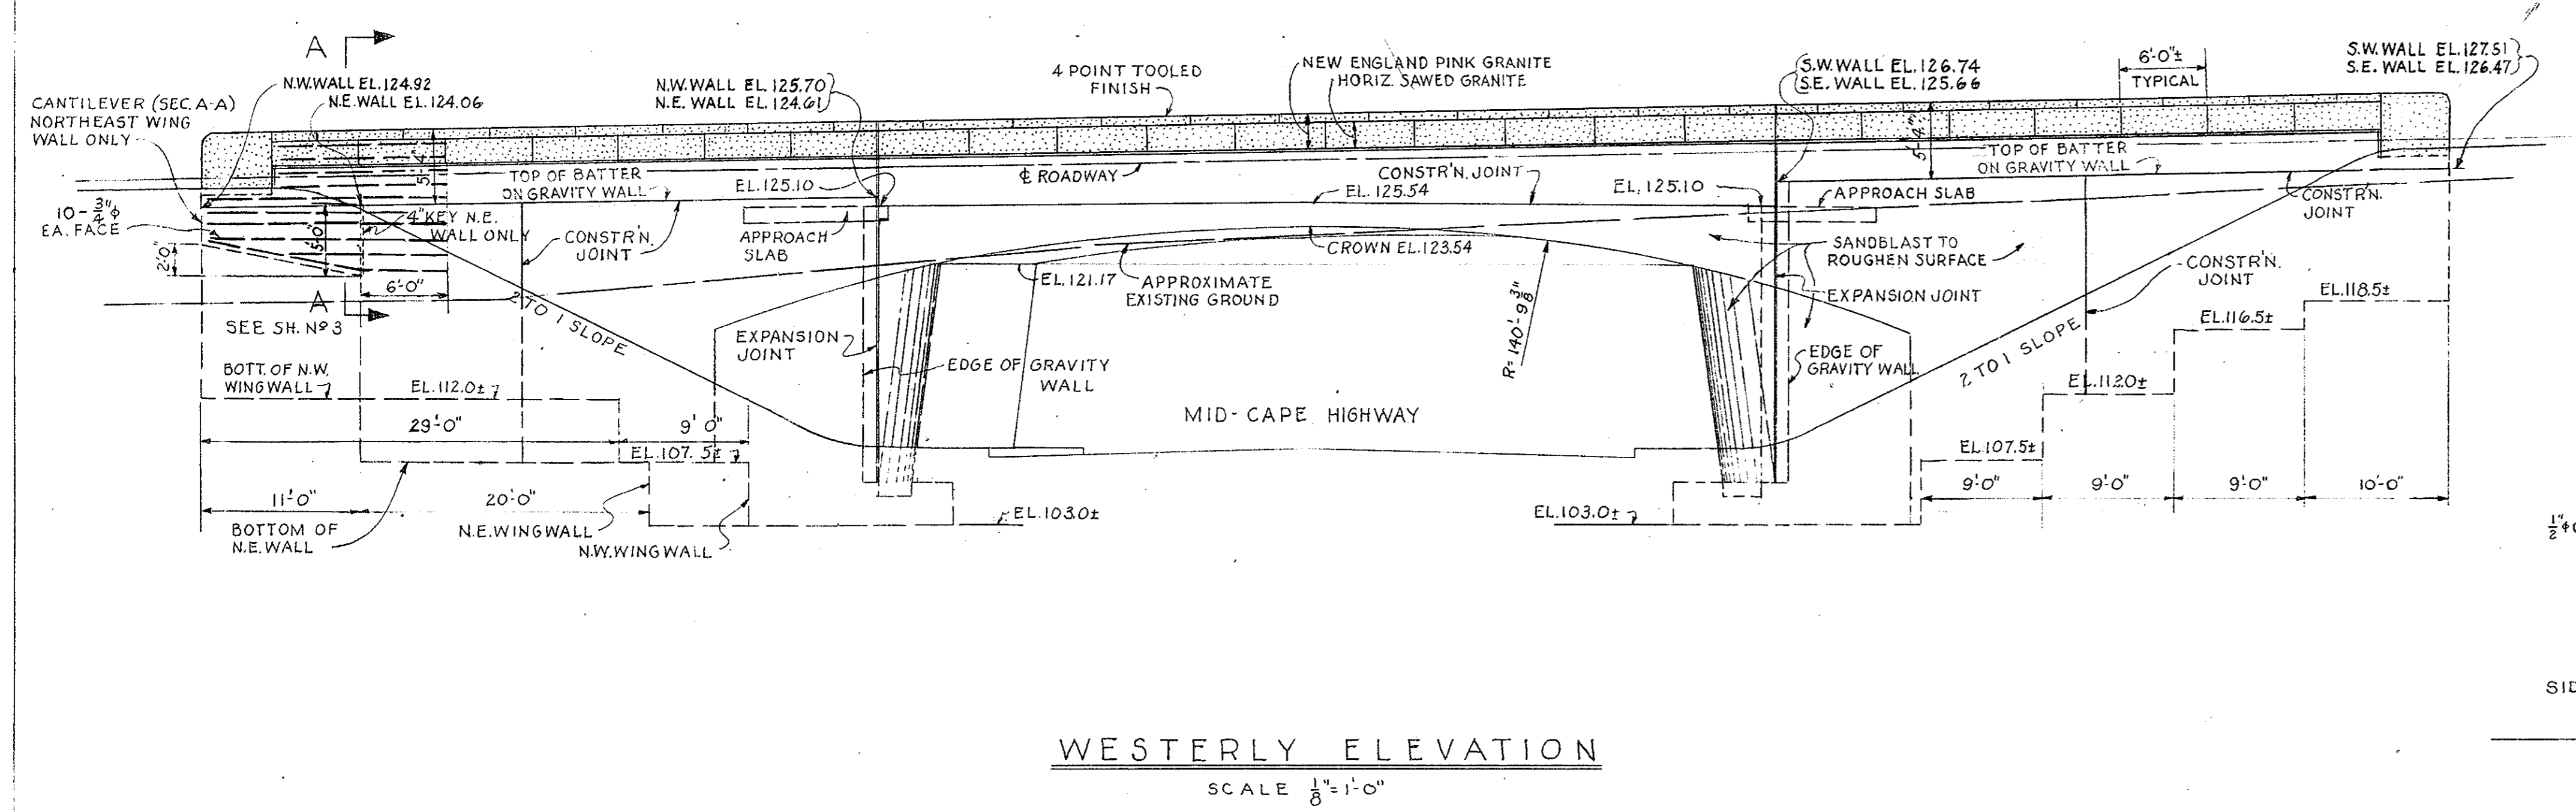 A
N.W.WALL EL.124.92
N.E.WALL EL.124.06
CANTILEVER (SEC.A-A)
NORTHEAST WING
WALL ONLY
N.W.WALL EL.125.70
N.E.WALL EL.124.61
4 POINT TOOLED
FINISH
NEW ENGLAND PINK GRANITE
HORIZ. SAWED GRANITE
S.W.WALL EL.126.74
S.E.WALL EL.125.66
6'-0"±
TYPICAL
S.W.WALL EL.127.51
S.E.WALL EL.126.47
5'-4"
TOP OF BATTER
ON GRAVITY WALL
EL.125.10
℄ ROADWAY
CONSTR'N. JOINT
EL.125.54
EL.125.10
5'-4"
TOP OF BATTER
ON GRAVITY WALL
APPROACH SLAB
CONSTR'N.
JOINT
10 - 3/4"ϕ
EA. FACE
5'-0"
4" KEY N.E.
WALL ONLY
CONSTR'N.
JOINT
APPROACH
SLAB
CROWN EL.123.54
SANDBLAST TO
ROUGHEN SURFACE
2'-0"
6'-0"
A
SEE SH. Nº 3
2 TO 1 SLOPE
EL.121.17
APPROXIMATE
EXISTING GROUND
R=140'-9 3/8"
EXPANSION JOINT
CONSTR'N.
JOINT
EL.118.5±
EL.116.5±
EXPANSION
JOINT
EDGE OF GRAVITY
WALL
EDGE OF
GRAVITY WALL
2 TO 1 SLOPE
BOTT. OF N.W.
WINGWALL
EL.112.0±
EL.112.0±
MID-CAPE HIGHWAY
29'-0"
9'-0"
EL.107.5±
EL.107.5±
11'-0"
20'-0"
9'-0"
9'-0"
9'-0"
10'-0"
BOTTOM OF
N.E.WALL
N.E.WINGWALL
N.W.WINGWALL
EL.103.0±
EL.103.0±
1/2"ϕ
SID
WESTERLY ELEVATION
SCALE 1/8"=1'-0"